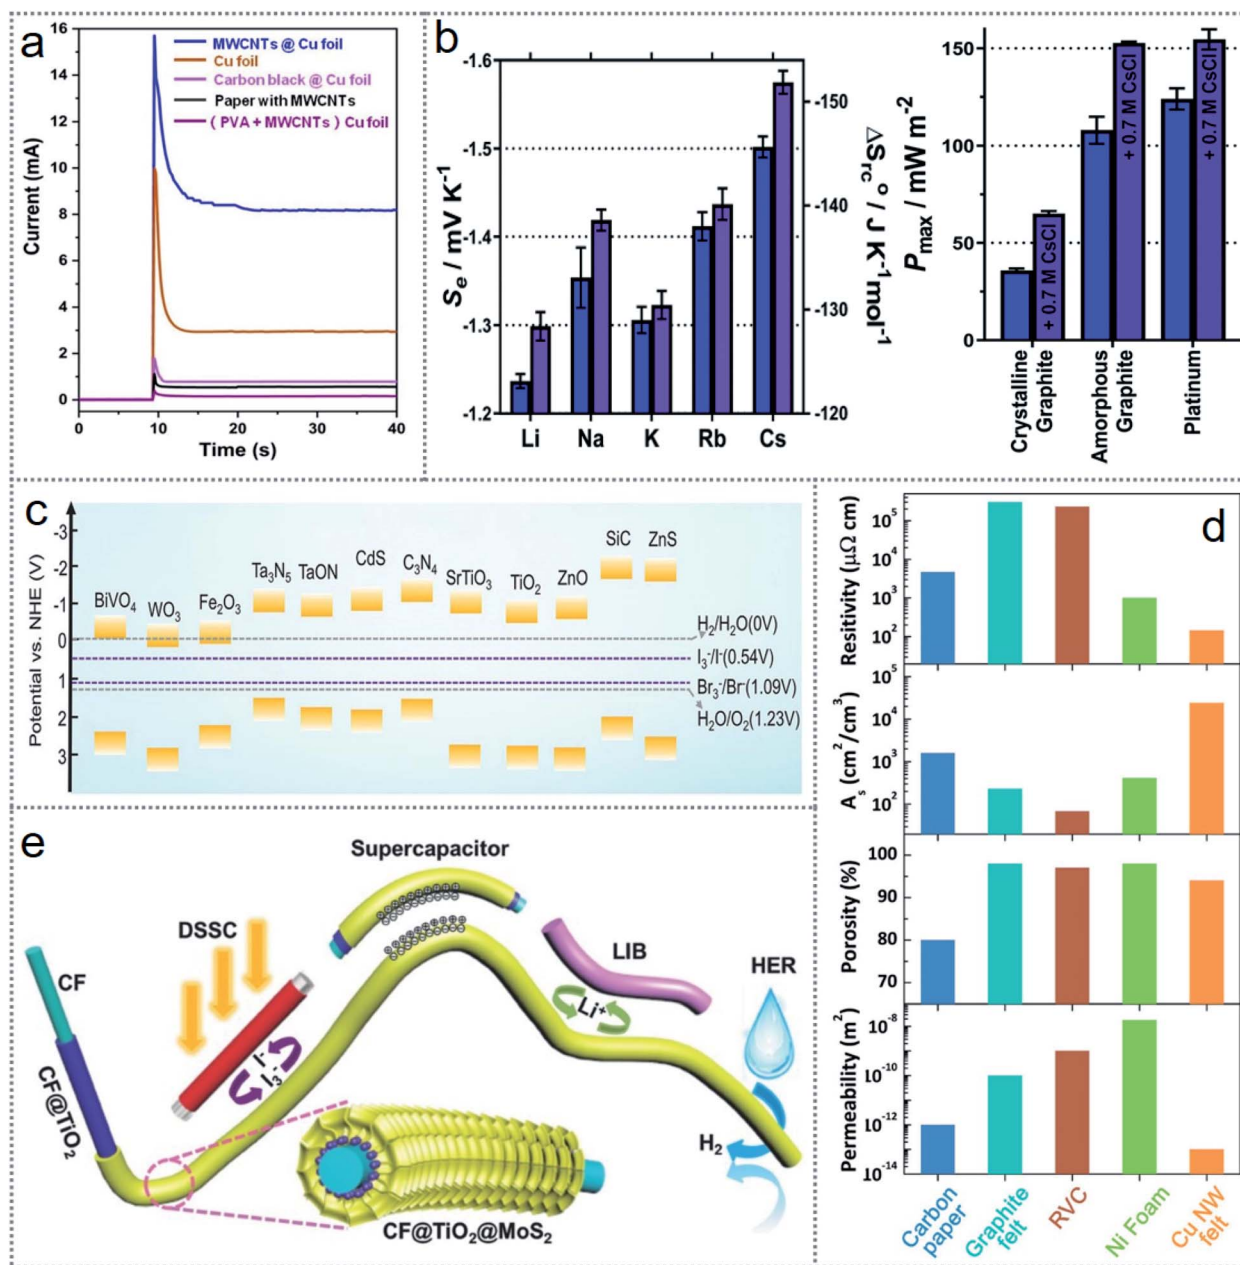 a
16
14
12
10
8
6
4
2
0
Current (mA)
MWCNTs @ Cu foil
Cu foil
Carbon black @ Cu foil
Paper with MWCNTs
( PVA + MWCNTs ) Cu foil
0
10
20
30
40
Time (s)
b
-1.6
-1.5
-1.4
-1.3
-1.2
Sₑ / mV K⁻¹
Li
Na
K
Rb
Cs
-150
-140
-130
-120
ΔS_rc° / J K⁻¹mol⁻¹
150
100
50
0
P_max / mW m⁻²
+ 0.7 M CsCl
+ 0.7 M CsCl
+ 0.7 M CsCl
Crystalline
Graphite
Amorphous
Graphite
Platinum
c
Potential vs. NHE (V)
-3
-2
-1
0
1
2
3
BiVO₄
WO₃
Fe₂O₃
Ta₃N₅
TaON
CdS
C₃N₄
SrTiO₃
TiO₂
ZnO
SiC
ZnS
H₂/H₂O(0V)
I₃⁻/I⁻(0.54V)
Br₃⁻/Br⁻(1.09V)
H₂O/O₂(1.23V)
d
Resitivity (μΩ cm)
10⁵
10⁴
10³
10²
A_s (cm²/cm³)
10⁵
10⁴
10³
10²
Porosity (%)
100
90
80
70
Permeability (m²)
10⁻⁸
10⁻¹⁰
10⁻¹²
10⁻¹⁴
Carbon
paper
Graphite
felt
RVC
Ni Foam
Cu NW
felt
e
Supercapacitor
DSSC
CF
CF@TiO₂
I⁻
I₃⁻
LIB
Li⁺
HER
H₂
CF@TiO₂@MoS₂